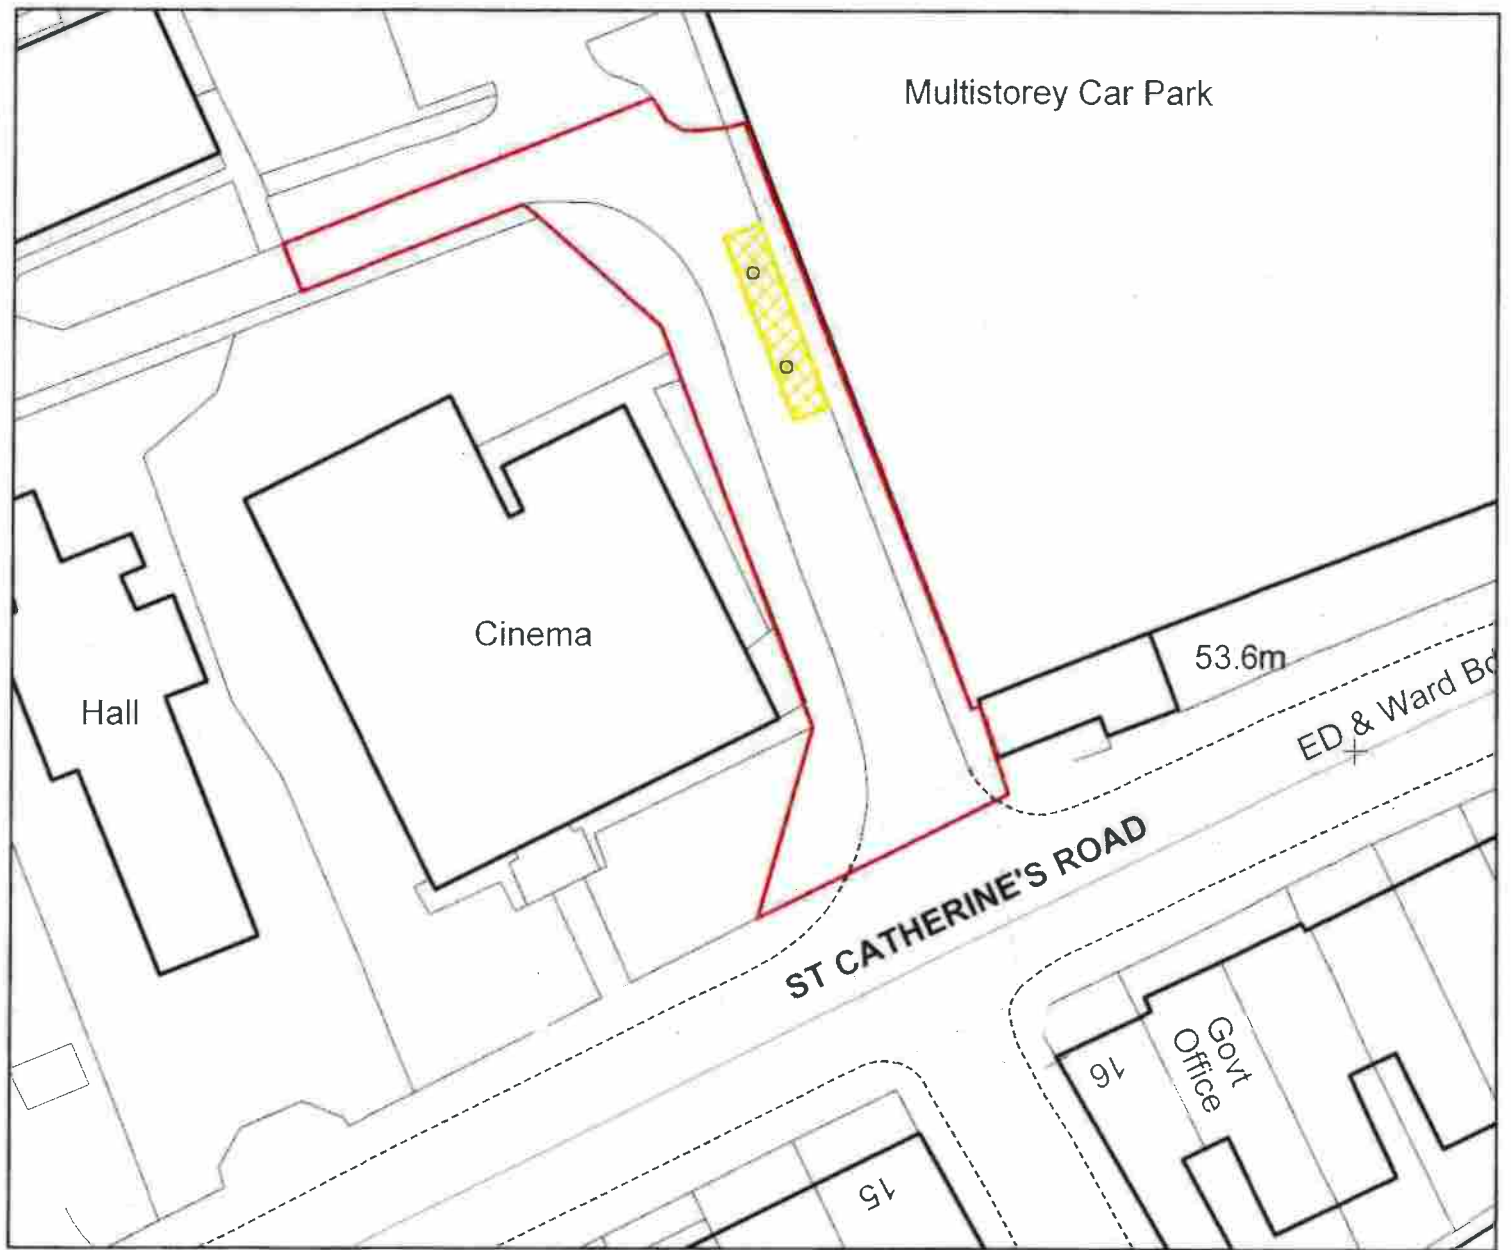 Multistorey Car Park
Cinema
53.6m
Hall
ED & Ward Bd
ST CATHERINE'S ROAD
Govt
Office
16
15